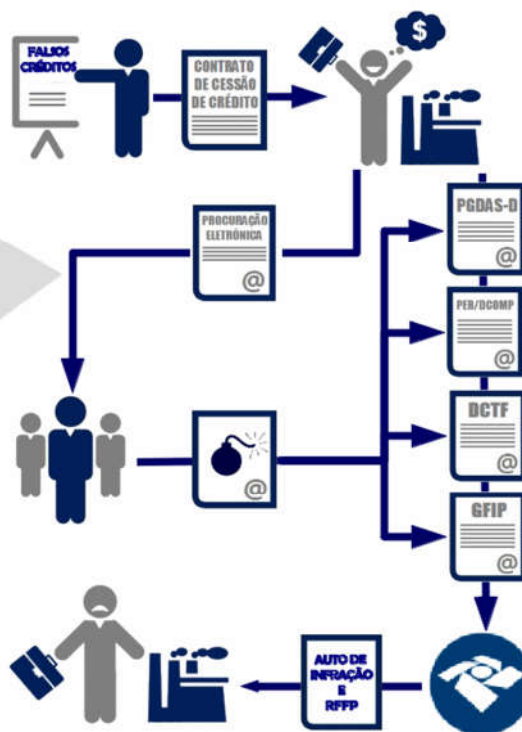 FALSOS
CRÉDITOS
CONTRATO
DE CESSÃO
DE CRÉDITO
$
PROCURAÇÃO
ELETRÔNICA
@
PGDAS-D
@
PER/DCOMP
@
DCTF
@
@
GFIP
@
AUTO DE
INFRAÇÃO
E
RFFP